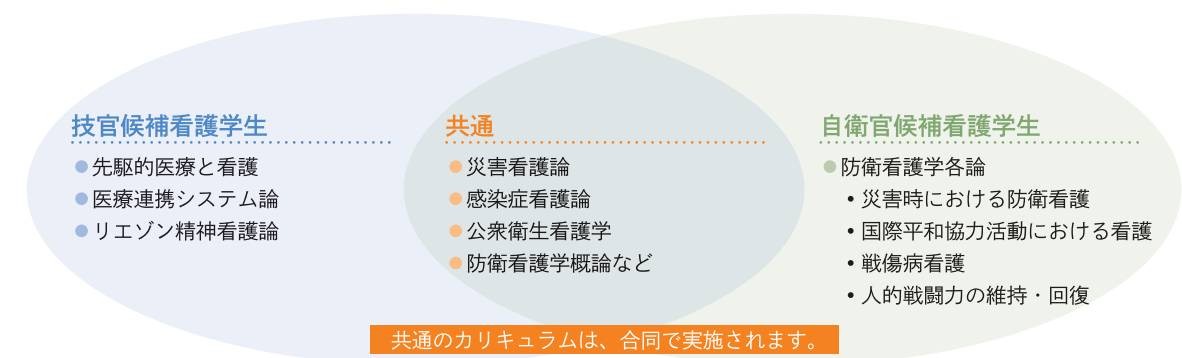 技官候補看護学生
●先駆的医療と看護
●医療連携システム論
●リエゾン精神看護論
共通
●災害看護論
●感染症看護論
●公衆衛生看護学
●防衛看護学概論など
自衛官候補看護学生
●防衛看護学各論
・災害時における防衛看護
・国際平和協力活動における看護
・戦傷病看護
・人的戦闘力の維持・回復
共通のカリキュラムは、合同で実施されます。